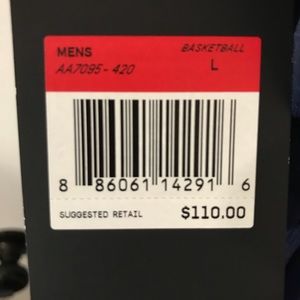 MENS BASKETBALL
AA7095-420 L
8 86061 14291 6
SUGGESTED RETAIL $110.00